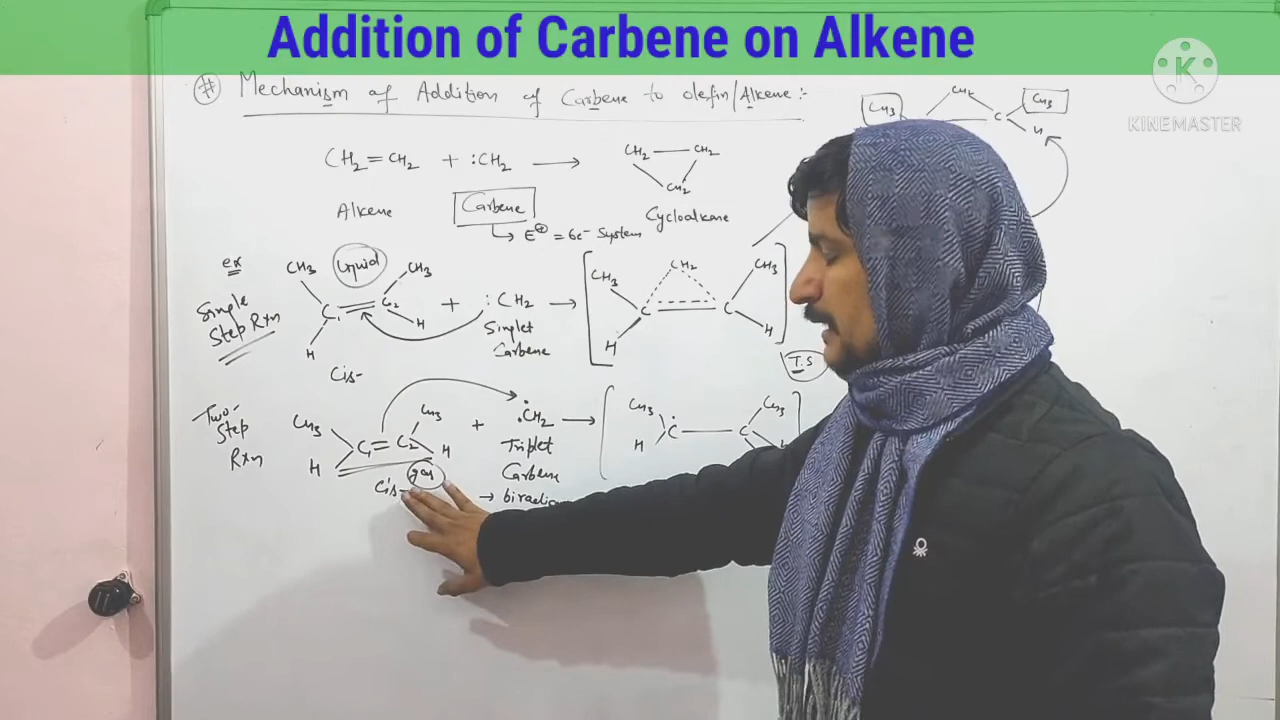 Addition of Carbene on Alkene
KINEMASTER
# Mechanism of Addition of Carbene to olefin/Alkene :-
CH3 CH2 C CH3
H
CH2=CH2 + :CH2 → CH2 — CH2
CH2
Alkene Carbene Cycloalkane
↳ E⊕ = 6e- System
ex CH3 Liquid CH3
Single Step Rxn
C1 C2 H + :CH2 → CH3 CH2 CH3
C C
Singlet Carbene
H H H
Cis- T.S
Two-Step Rxn
CH3 C1=C2 CH3 + CH2 → CH3 Ċ — C CH3
H H H
Triplet Carbene
gas
Cis-
→ biradic